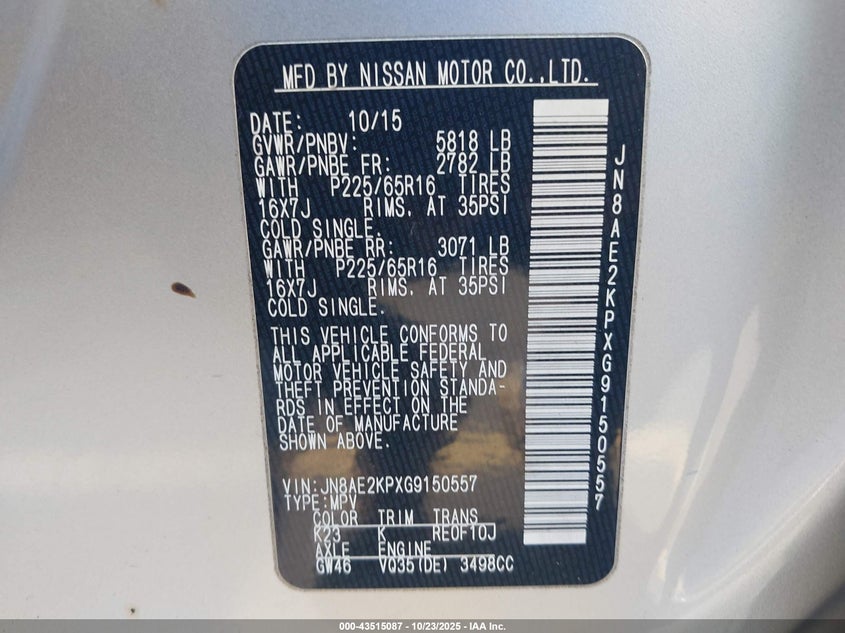 MFD BY NISSAN MOTOR CO.,LTD.
DATE: 10/15
GVWR/PNBV: 5818 LB
GAWR/PNBE FR: 2782 LB
WITH P225/65R16 TIRES
16X7J RIMS, AT 35PSI
COLD SINGLE.
GAWR/PNBE RR: 3071 LB
WITH P225/65R16 TIRES
16X7J RIMS, AT 35PSI
COLD SINGLE.
THIS VEHICLE CONFORMS TO
ALL APPLICABLE FEDERAL
MOTOR VEHICLE SAFETY AND
THEFT PREVENTION STANDA-
RDS IN EFFECT ON THE
DATE OF MANUFACTURE
SHOWN ABOVE.
VIN:JN8AE2KPXG9150557
TYPE:MPV
COLOR TRIM TRANS
K23 K RE0F10J
AXLE ENGINE
GW46 VQ35(DE) 3498CC
JN8AE2KPXG9150557
000-43515087 - 10/23/2025 - IAA Inc.